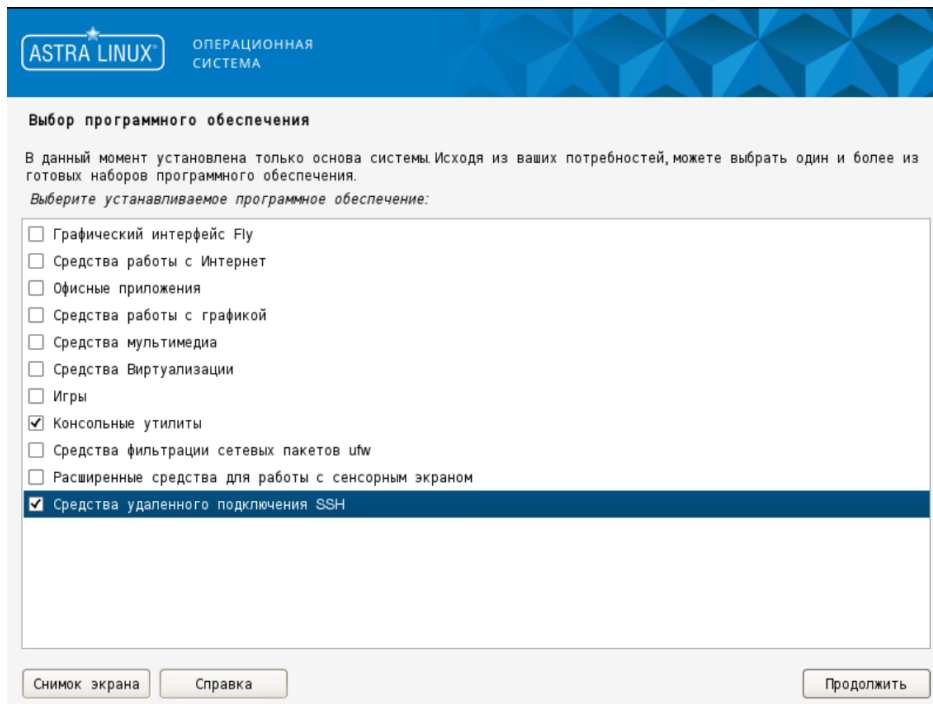 ASTRA LINUX®
ОПЕРАЦИОННАЯ
СИСТЕМА
Выбор программного обеспечения
В данный момент установлена только основа системы. Исходя из ваших потребностей, можете выбрать один и более из
готовых наборов программного обеспечения.
Выберите устанавливаемое программное обеспечение:
Графический интерфейс Fly
Средства работы с Интернет
Офисные приложения
Средства работы с графикой
Средства мультимедиа
Средства Виртуализации
Игры
Консольные утилиты
Средства фильтрации сетевых пакетов ufw
Расширенные средства для работы с сенсорным экраном
Средства удаленного подключения SSH
Снимок экрана
Справка
Продолжить